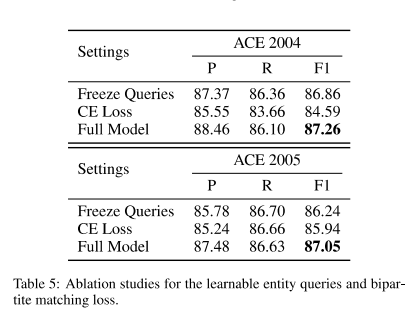 Settings ACE 2004
P R F1
Freeze Queries 87.37 86.36 86.86
CE Loss 85.55 83.66 84.59
Full Model 88.46 86.10 87.26
Settings ACE 2005
P R F1
Freeze Queries 85.78 86.70 86.24
CE Loss 85.24 86.66 85.94
Full Model 87.48 86.63 87.05
Table 5: Ablation studies for the learnable entity queries and bipar-
tite matching loss.